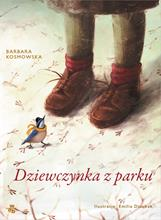 BARBARA
KOSMOWSKA
Dziewczynka z parku
Ilustracje Emilia Dziubak